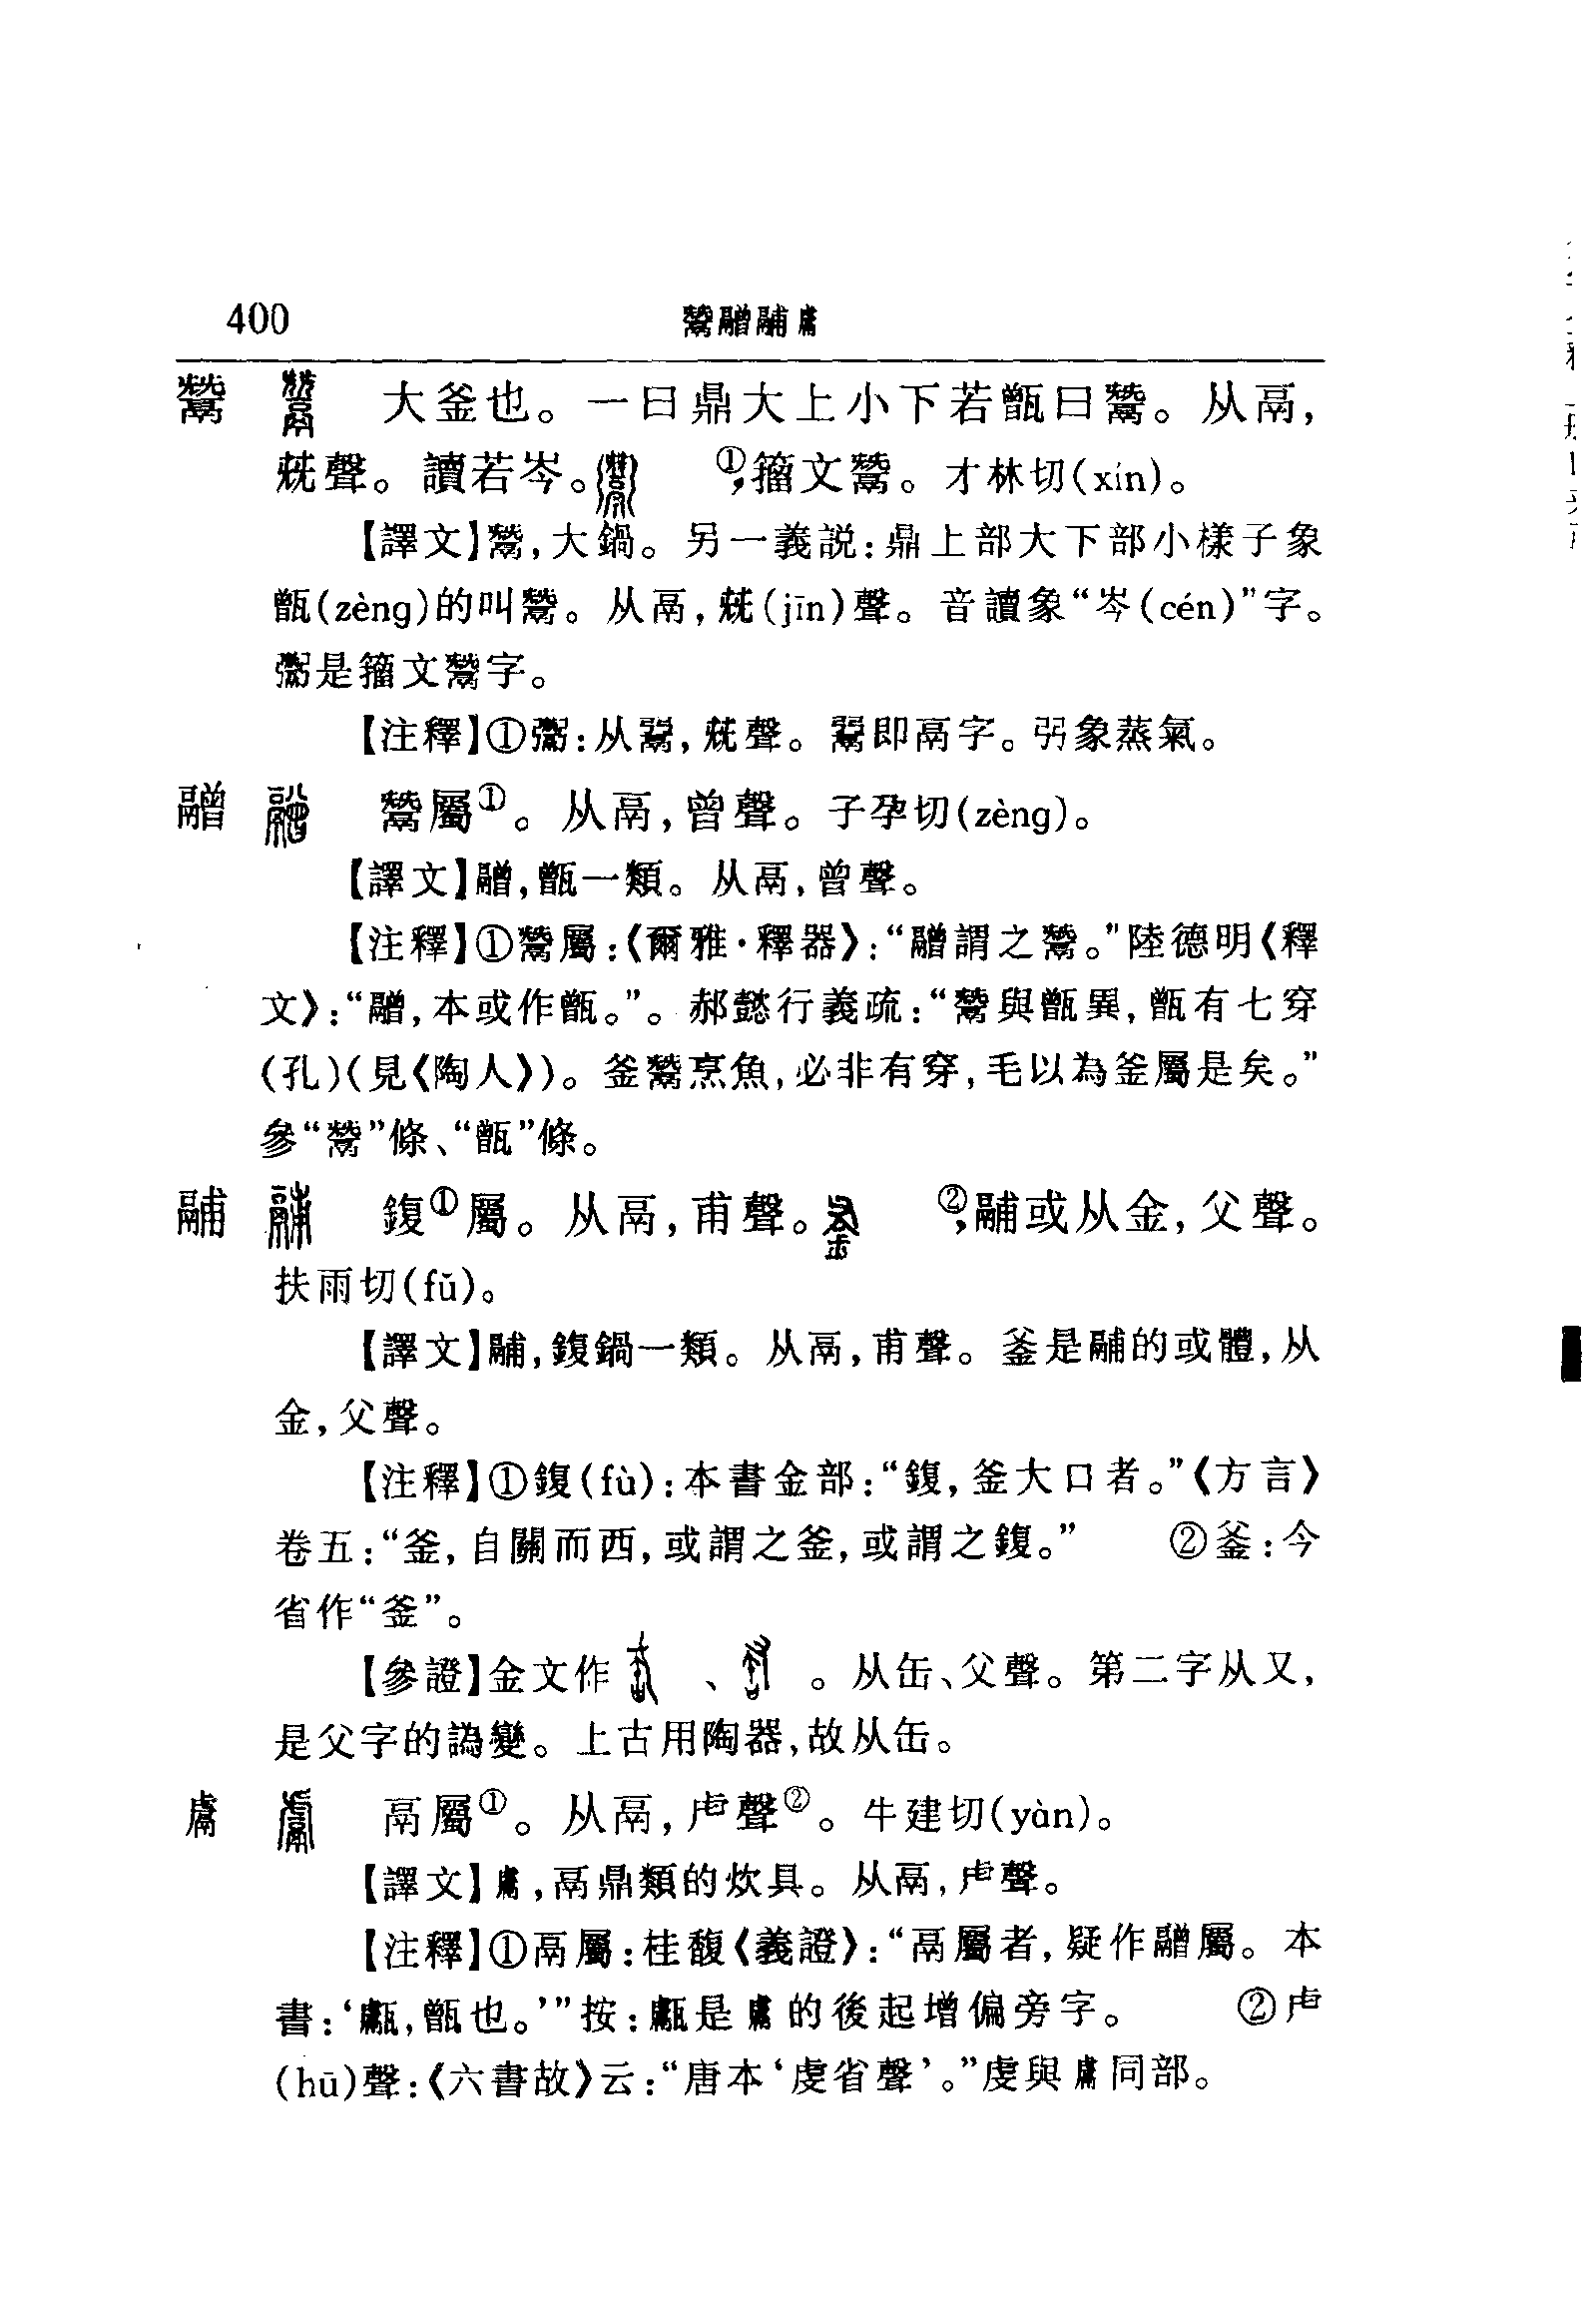 400 鬵䰝鬴鬳
鬵 大釜也。一曰鼎大上小下若甑曰鬵。从鬲,
兓聲。讀若岑。 ①,籀文鬵。才林切(xín)。
【譯文】鬵,大鍋。另一義説:鼎上部大下部小樣子象
甑(zèng)的叫鬵。从鬲,兓(jīn)聲。音讀象“岑(cén)”字。
是籀文鬵字。
【注釋】① :从䰜,兓聲。䰜即鬲字。弜象蒸氣。
䰝 鬵屬①。从鬲,曾聲。子孕切(zèng)。
【譯文】䰝,甑一類。从鬲,曾聲。
【注釋】①鬵屬:《爾雅·釋器》:“䰝謂之鬵。”陸德明《釋
文》:“䰝,本或作甑。”。郝懿行義疏:“鬵與甑異,甑有七穿
(孔)(見《陶人》)。釜鬵烹魚,必非有穿,毛以為釜屬是矣。”
參“鬵”條、“甑”條。
鬴 鍑①屬。从鬲,甫聲。 ②,鬴或从金,父聲。
扶雨切(fǔ)。
【譯文】鬴,鍑鍋一類。从鬲,甫聲。釜是鬴的或體,从
金,父聲。
【注釋】①鍑(fù):本書金部:“鍑,釜大口者。”《方言》
卷五:“釜,自關而西,或謂之釜,或謂之鍑。” ②釜:今
省作“釜”。
【參證】金文作 、 。从缶、父聲。第二字从又,
是父字的譌變。上古用陶器,故从缶。
鬳 鬲屬①。从鬲,虍聲②。牛建切(yàn)。
【譯文】鬳,鬲鼎類的炊具。从鬲,虍聲。
【注釋】①鬲屬:桂馥《義證》:“鬲屬者,疑作䰝屬。本
書:‘甗,甑也。’”按:甗是鬳的後起增偏旁字。 ②虍
(hū)聲:《六書故》云:“唐本‘虔省聲’。”虔與鬳同部。